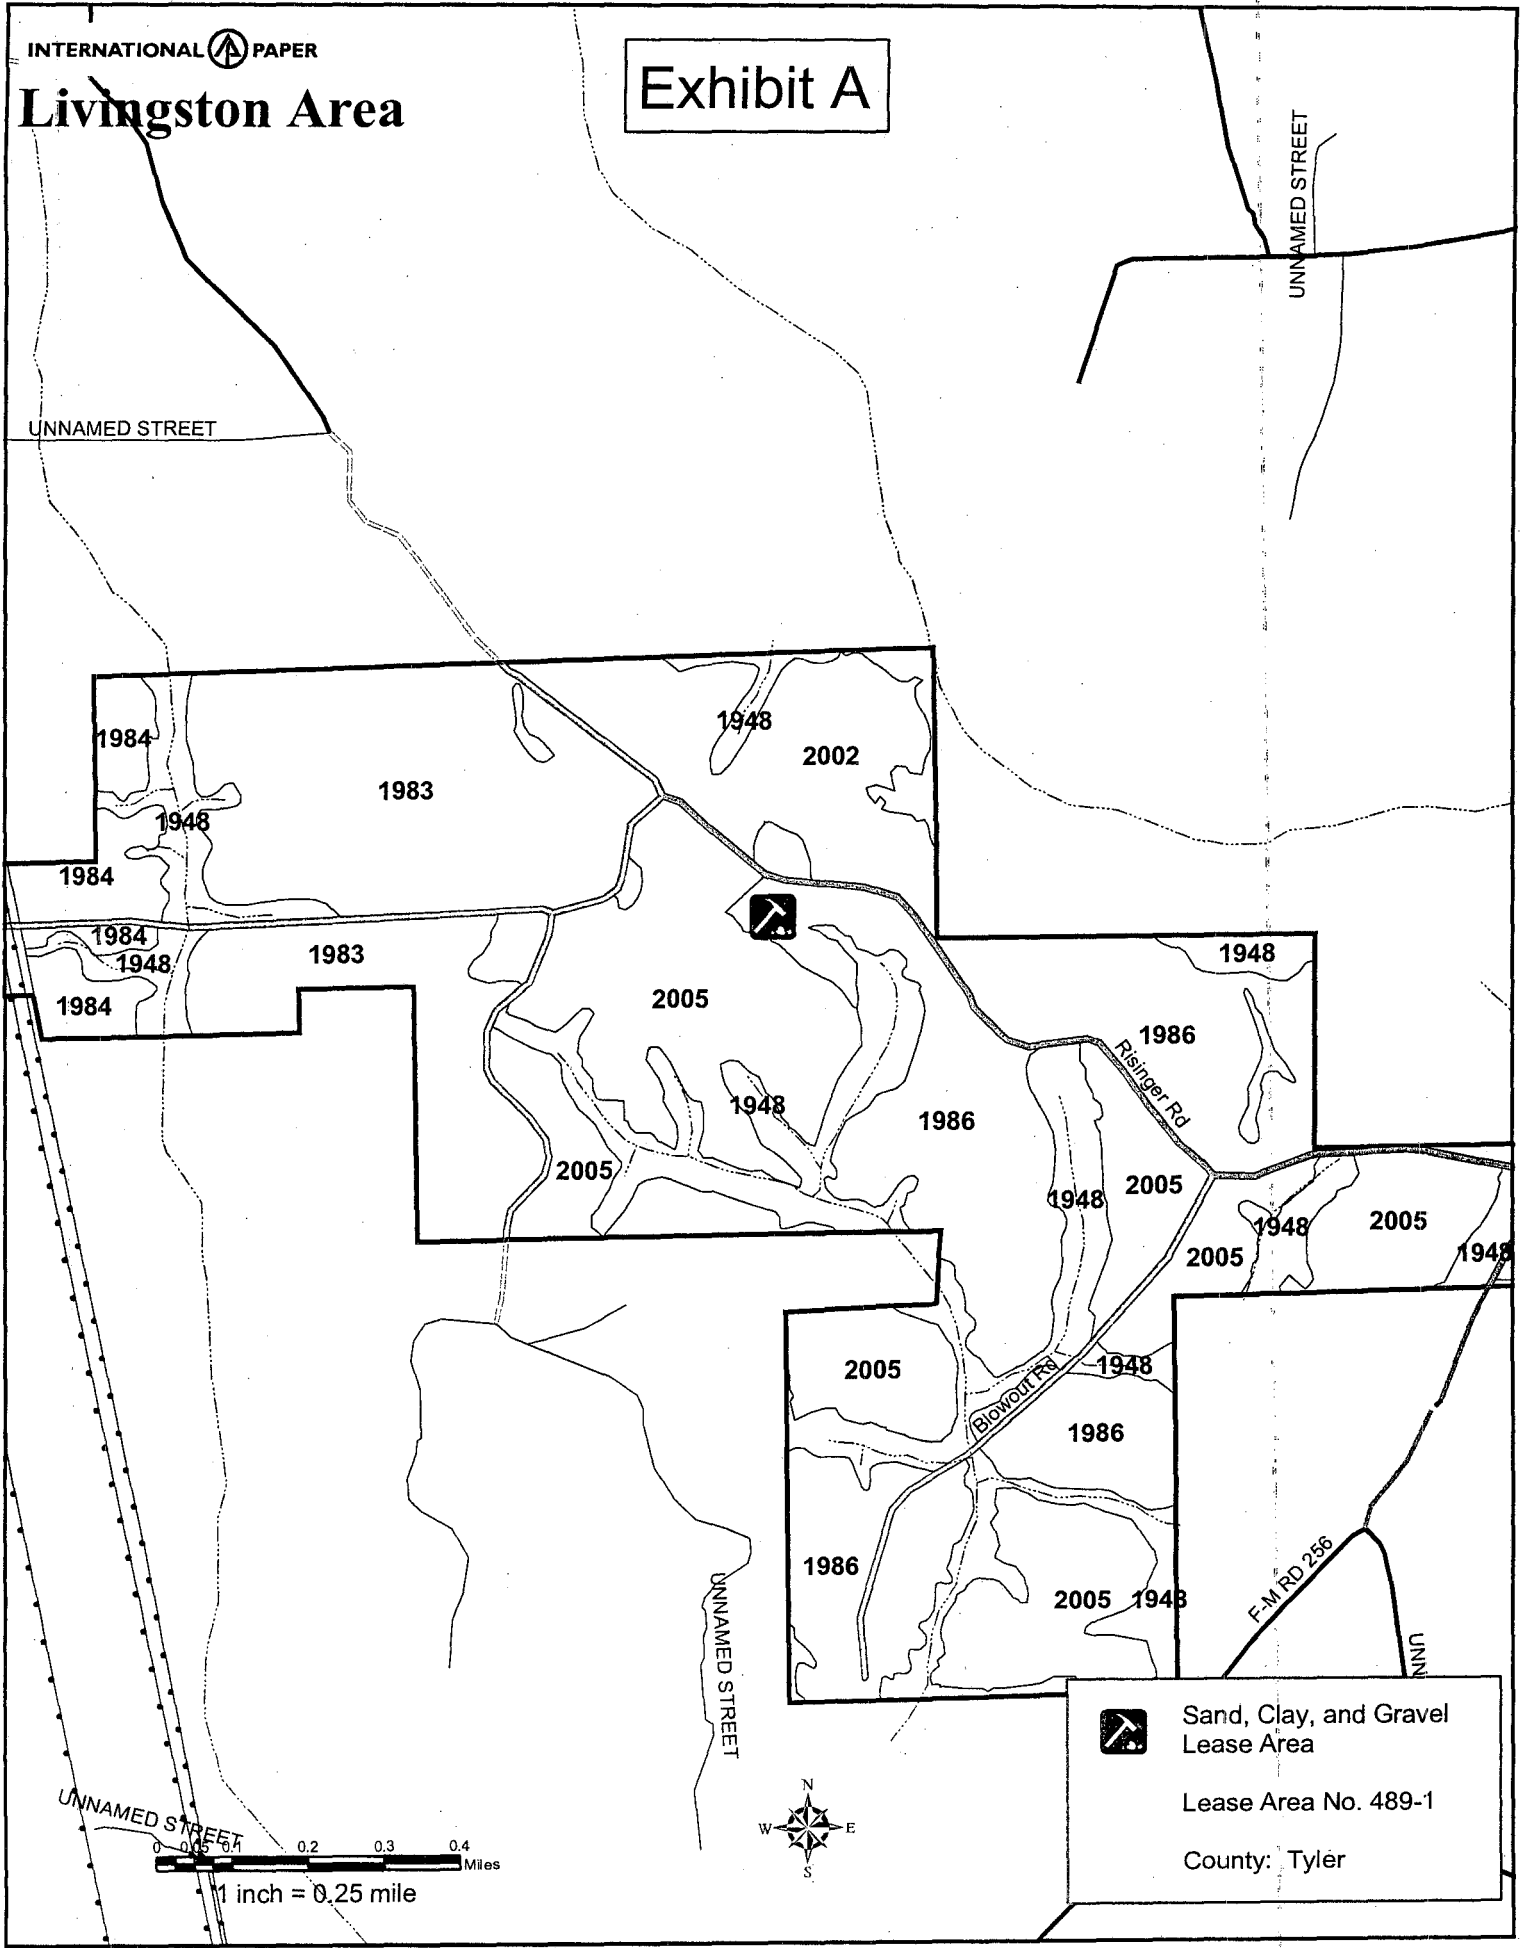 INTERNATIONAL PAPER
Livingston Area
Exhibit A
UNNAMED STREET
UNNAMED STREET
1948
1984
2002
1983
1948
1984
1984
1948
1983
1948
1984
2005
1986
Risinger Rd
1948
1986
2005
1948
2005
1948
2005
2005
1948
2005
1948
Blowout Rd
1986
1986
F-M RD 256
2005
1948
UNNAMED STREET
UNN
Sand, Clay, and Gravel
Lease Area
Lease Area No. 489-1
County: Tyler
UNNAMED STREET
N
W E
S
0 0.05 0.1 0.2 0.3 0.4
Miles
1 inch = 0.25 mile